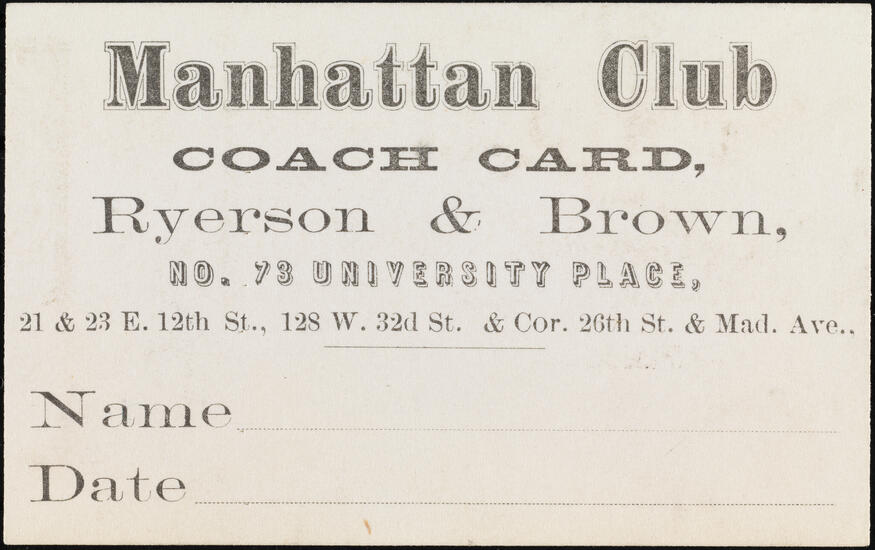 Manhattan Club
COACH CARD,
Ryerson & Brown,
NO. 73 UNIVERSITY PLACE,
21 & 23 E. 12th St., 128 W. 32d St. & Cor. 26th St. & Mad. Ave.,
Name
Date